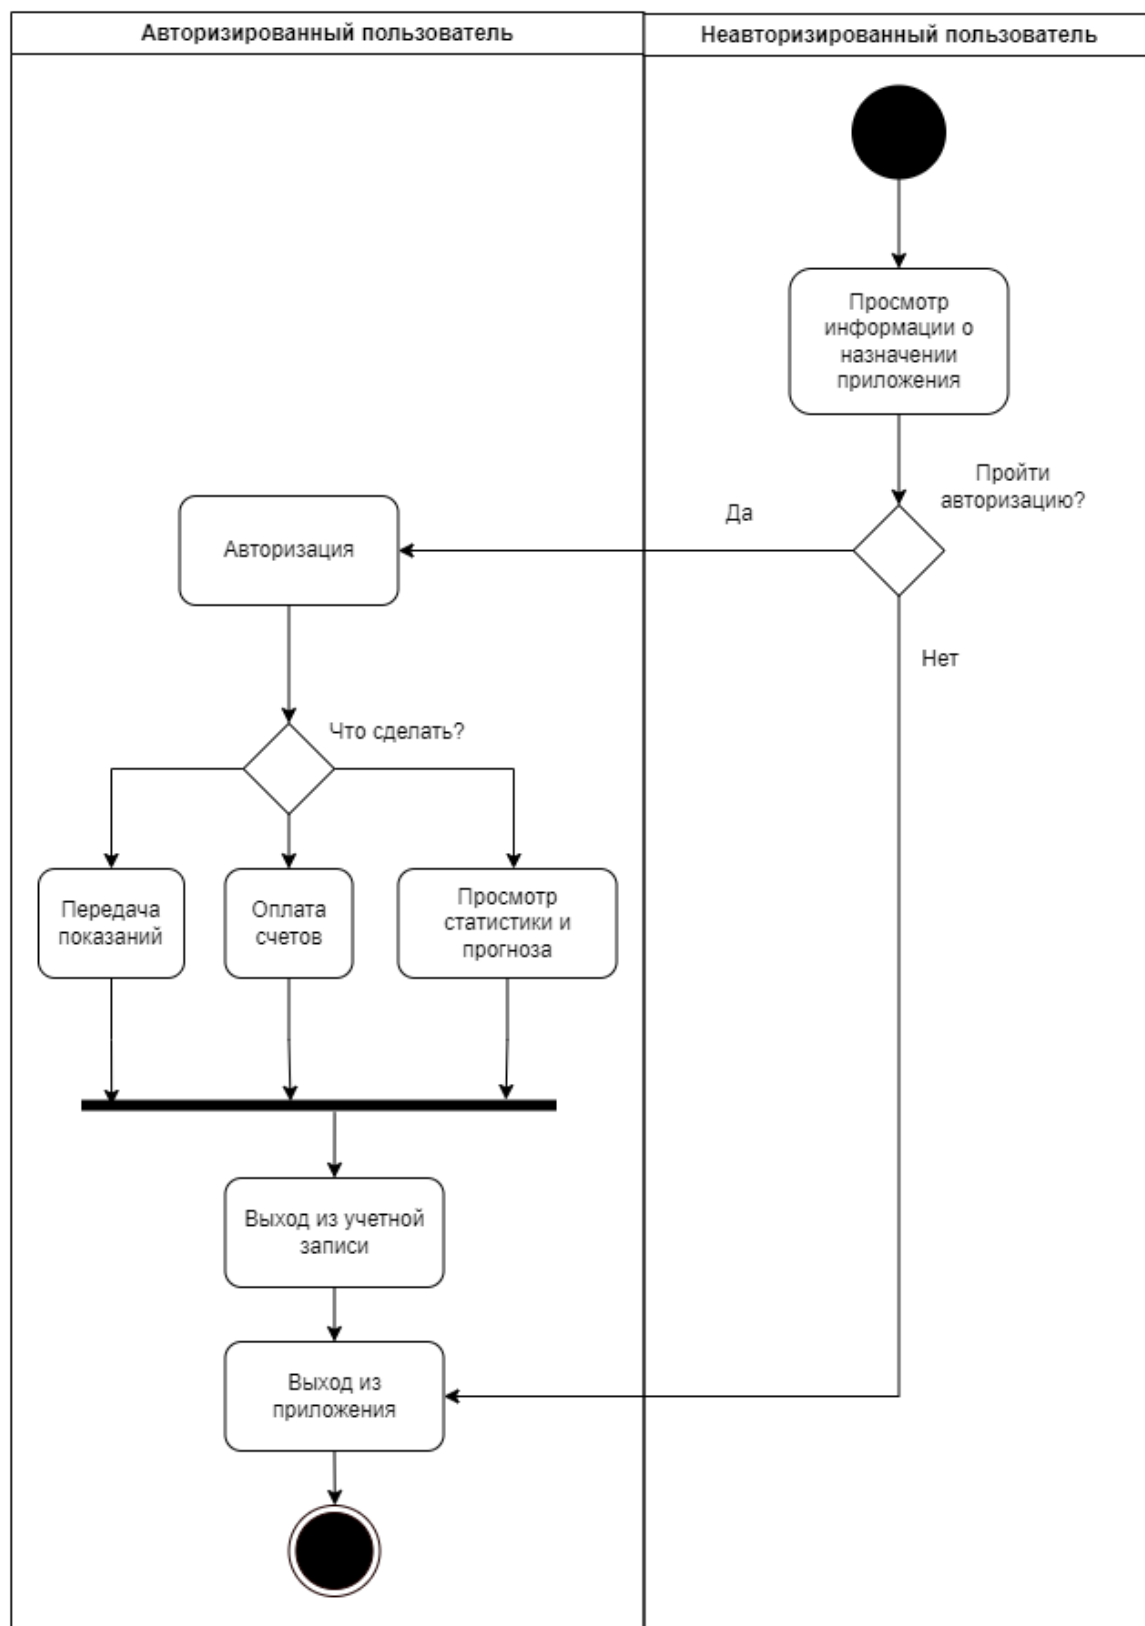 Авторизированный пользователь
Неавторизированный пользователь
Просмотр
информации о
назначении
приложения
Пройти
авторизацию?
Да
Авторизация
Нет
Что сделать?
Передача
показаний
Оплата
счетов
Просмотр
статистики и
прогноза
Выход из учетной
записи
Выход из
приложения